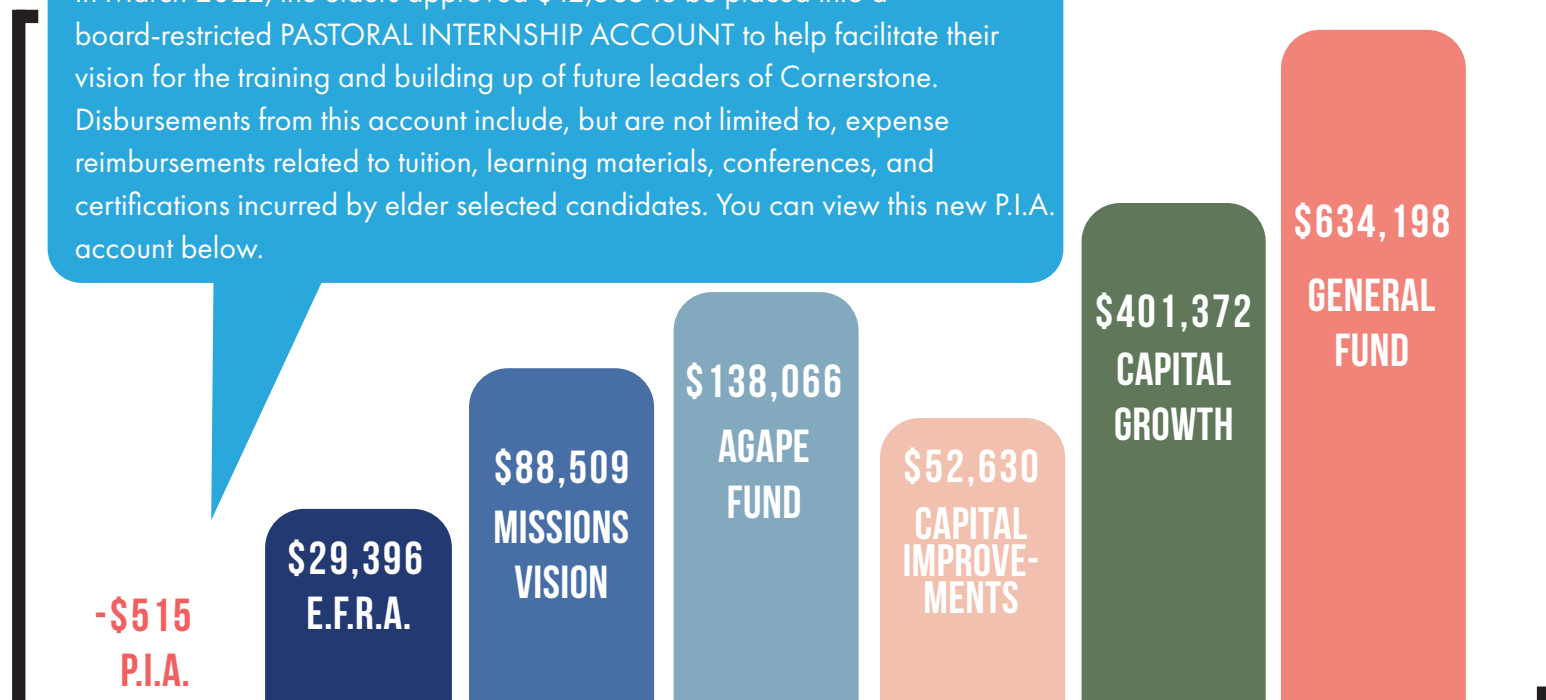 board-restricted PASTORAL INTERNSHIP ACCOUNT to help facilitate their
vision for the training and building up of future leaders of Cornerstone.
Disbursements from this account include, but are not limited to, expense
reimbursements related to tuition, learning materials, conferences, and
certifications incurred by elder selected candidates. You can view this new P.I.A.
account below.
-$515
P.I.A.
$29,396
E.F.R.A.
$88,509
MISSIONS
VISION
$138,066
AGAPE
FUND
$52,630
CAPITAL
IMPROVE-
MENTS
$401,372
CAPITAL
GROWTH
$634,198
GENERAL
FUND